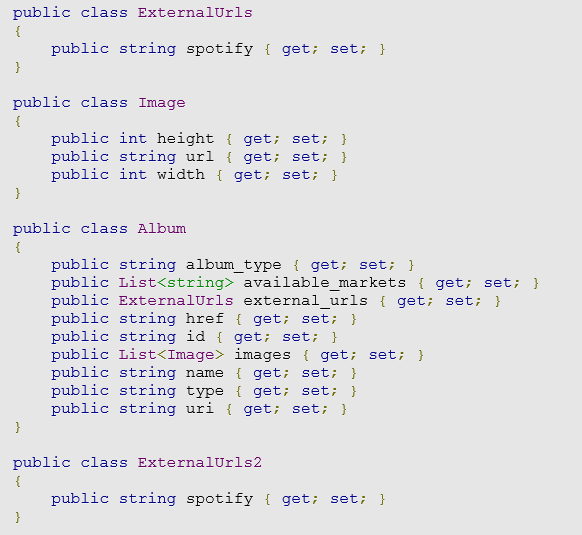 public class ExternalUrls
{
    public string spotify { get; set; }
}

public class Image
{
    public int height { get; set; }
    public string url { get; set; }
    public int width { get; set; }
}

public class Album
{
    public string album_type { get; set; }
    public List<string> available_markets { get; set; }
    public ExternalUrls external_urls { get; set; }
    public string href { get; set; }
    public string id { get; set; }
    public List<Image> images { get; set; }
    public string name { get; set; }
    public string type { get; set; }
    public string uri { get; set; }
}

public class ExternalUrls2
{
    public string spotify { get; set; }
}